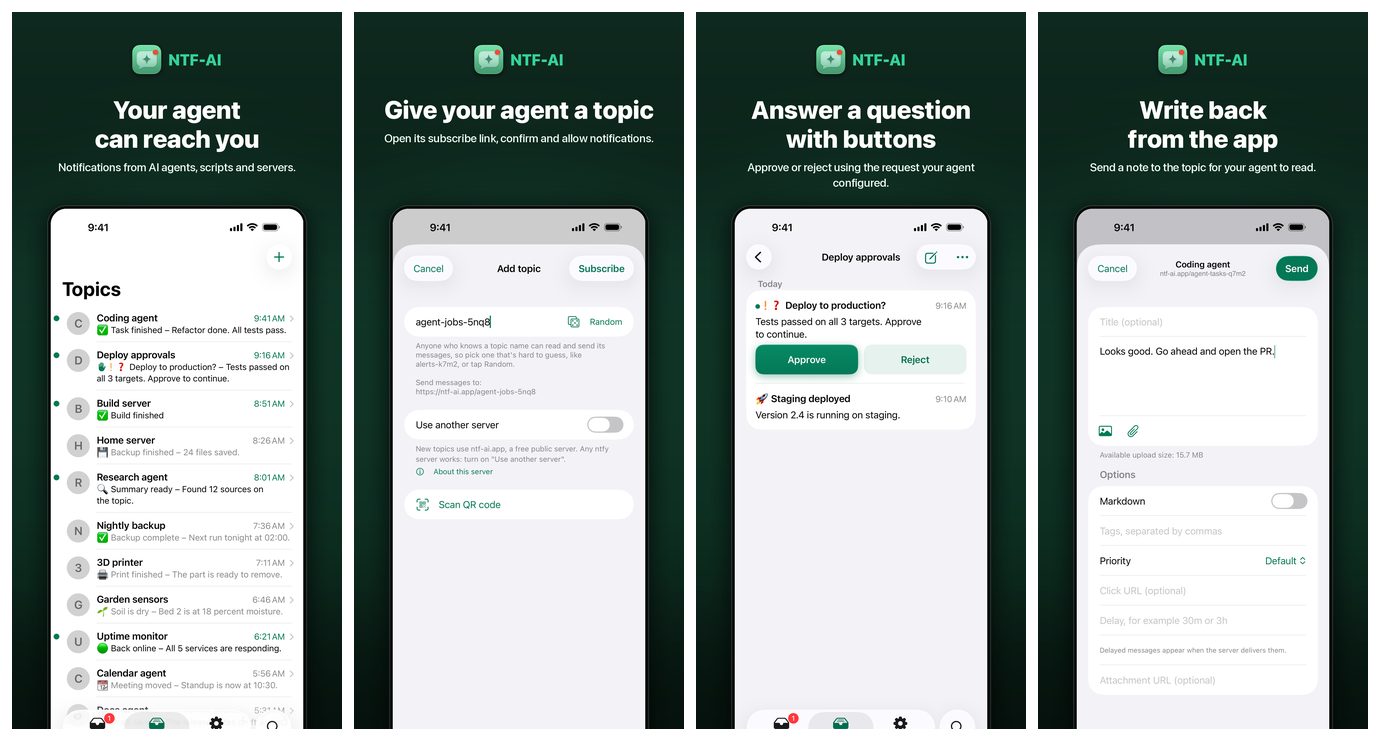 NTF-AI
Your agent
can reach you
Notifications from AI agents, scripts and servers.
9:41
Topics
Coding agent 9:41 AM
C
✅ Task finished – Refactor done. All tests pass.
Deploy approvals 9:16 AM
D
❗❓ Deploy to production? – Tests passed on
all 3 targets. Approve to continue.
Build server 8:51 AM
B
✅ Build finished
Home server 8:26 AM
H
💾 Backup finished – 24 files saved.
Research agent 8:01 AM
R
🔍 Summary ready – Found 12 sources on
the topic.
Nightly backup 7:36 AM
N
✅ Backup complete – Next run tonight at 02:00.
3D printer 7:11 AM
3
🖨️ Print finished – The part is ready to remove.
Garden sensors 6:46 AM
G
🌱 Soil is dry – Bed 2 is at 18 percent moisture.
Uptime monitor 6:21 AM
U
🟢 Back online – All 5 services are responding.
Calendar agent 5:56 AM
C
📆 Meeting moved – Standup is now at 10:30.
1
NTF-AI
Give your agent a topic
Open its subscribe link, confirm and allow notifications.
9:41
Cancel Add topic Subscribe
agent-jobs-5nq8 Random
Anyone who knows a topic name can read and send its
messages, so pick one that's hard to guess, like
alerts-k7m2, or tap Random.
Send messages to:
https://ntf-ai.app/agent-jobs-5nq8
Use another server
New topics use ntf-ai.app, a free public server. Any ntfy
server works: turn on "Use another server".
About this server
Scan QR code
NTF-AI
Answer a question
with buttons
Approve or reject using the request your agent
configured.
9:41
Deploy approvals
Today
❗❓ Deploy to production? 9:16 AM
Tests passed on all 3 targets. Approve
to continue.
Approve Reject
🚀 Staging deployed 9:10 AM
Version 2.4 is running on staging.
1
NTF-AI
Write back
from the app
Send a note to the topic for your agent to read.
9:41
Cancel Coding agent Send
ntf-ai.app/agent-tasks-q7m2
Title (optional)
Looks good. Go ahead and open the PR.
Available upload size: 15.7 MB
Options
Markdown
Tags, separated by commas
Priority Default
Click URL (optional)
Delay, for example 30m or 3h
Delayed messages appear when the server delivers them.
Attachment URL (optional)